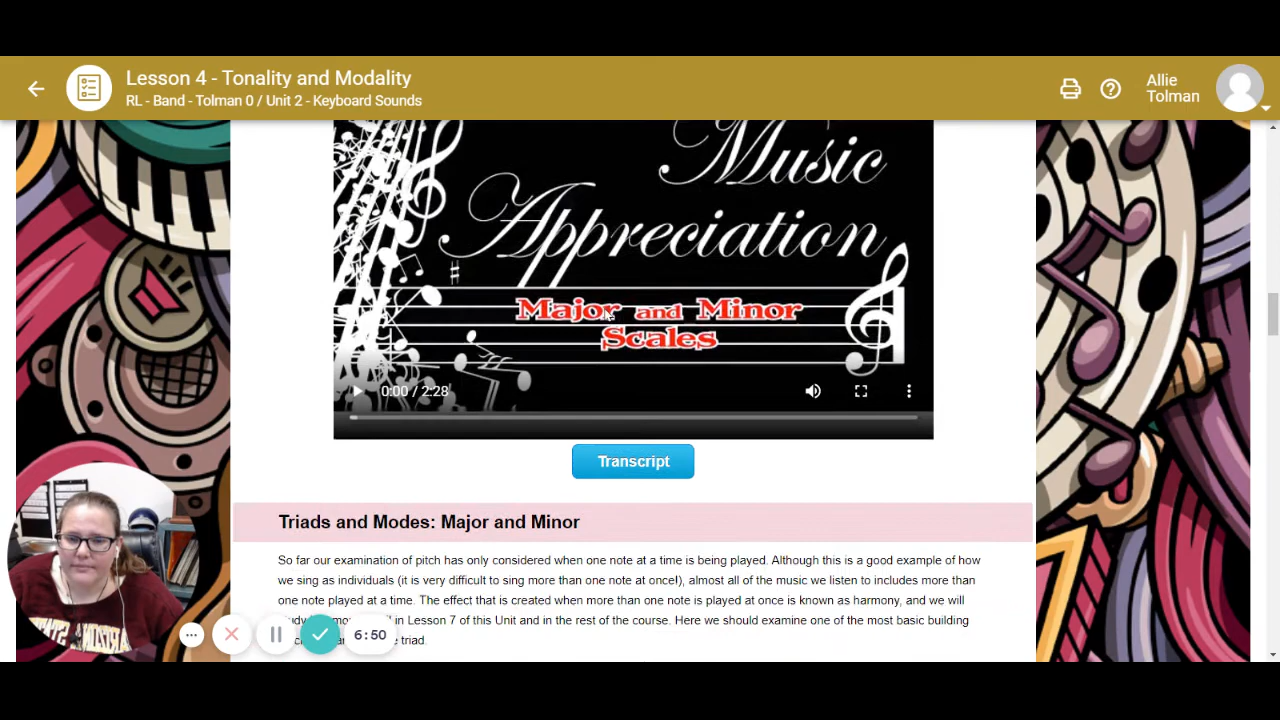 Lesson 4 - Tonality and Modality
RL - Band - Tolman 0 / Unit 2 - Keyboard Sounds
Allie
Tolman
Music
Appreciation
Major and Minor
Scales
0:00 / 2:28
Transcript
Triads and Modes: Major and Minor
So far our examination of pitch has only considered when one note at a time is being played. Although this is a good example of how
we sing as individuals (it is very difficult to sing more than one note at once!), almost all of the music we listen to includes more than
one note played at a time. The effect that is created when more than one note is played at once is known as harmony, and we will
in Lesson 7 of this Unit and in the rest of the course. Here we should examine one of the most basic building
triad.
6:50